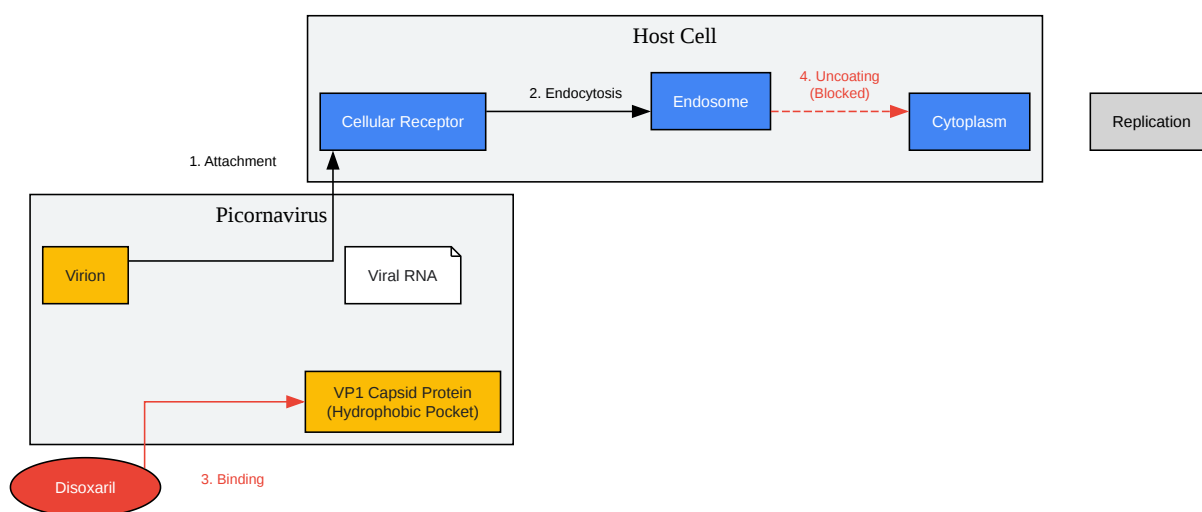 Host Cell
4. Uncoating
(Blocked)
2. Endocytosis
Endosome
Cellular Receptor
Cytoplasm
Replication
1. Attachment
Picornavirus
Virion
Viral RNA
VP1 Capsid Protein
(Hydrophobic Pocket)
3. Binding
Disoxaril